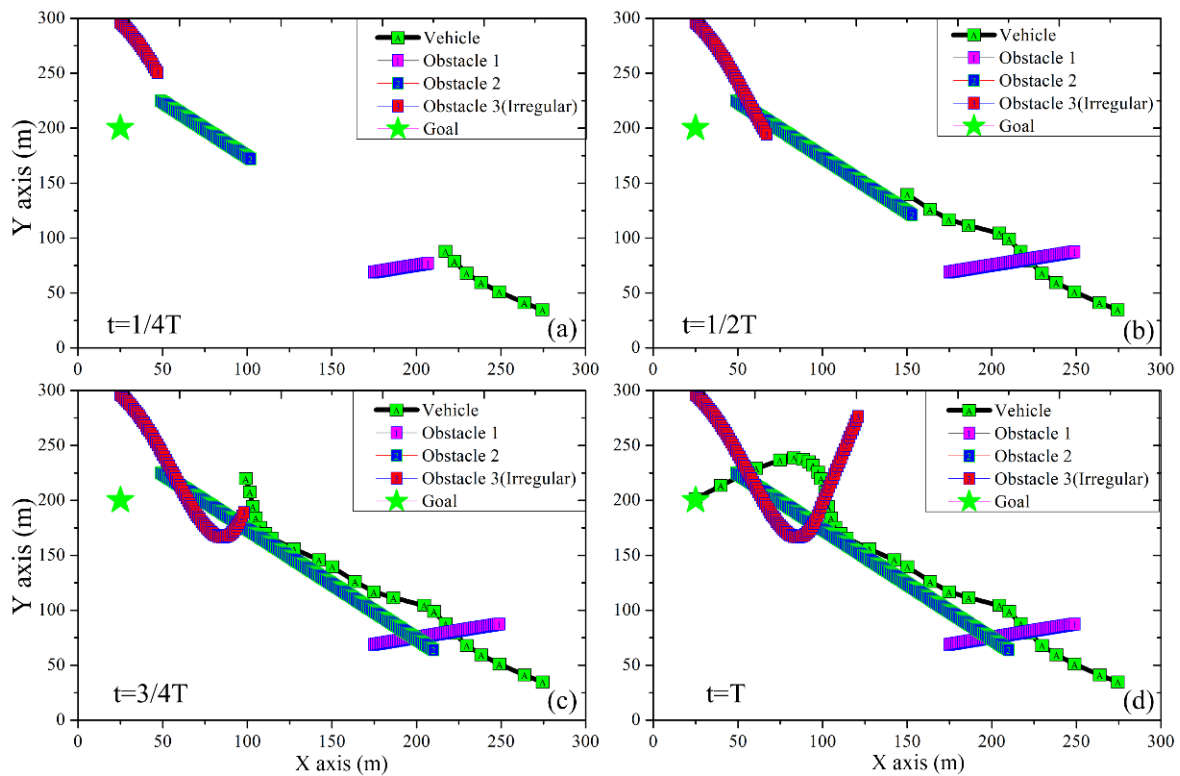 Y axis (m)
300
250
200
150
100
50
0
Vehicle
Obstacle 1
Obstacle 2
Obstacle 3(Irregular)
Goal
t=1/4T
(a)
0 50 100 150 200 250 300
300
250
200
150
100
50
0
Vehicle
Obstacle 1
Obstacle 2
Obstacle 3(Irregular)
Goal
t=1/2T
(b)
0 50 100 150 200 250 300
Y axis (m)
300
250
200
150
100
50
0
Vehicle
Obstacle 1
Obstacle 2
Obstacle 3(Irregular)
Goal
t=3/4T
(c)
0 50 100 150 200 250 300
X axis (m)
300
250
200
150
100
50
0
Vehicle
Obstacle 1
Obstacle 2
Obstacle 3(Irregular)
Goal
t=T
(d)
0 50 100 150 200 250 300
X axis (m)